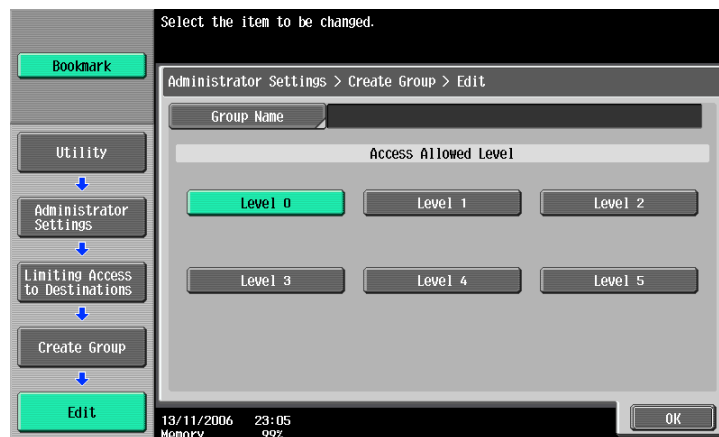 Select the item to be changed.
Bookmark
Administrator Settings > Create Group > Edit
Group Name
Utility
Access Allowed Level
Level 0
Level 1
Level 2
Administrator
Settings
Limiting Access
to Destinations
Level 3
Level 4
Level 5
Create Group
Edit
13/11/2006 23:05
Memory 99%
OK